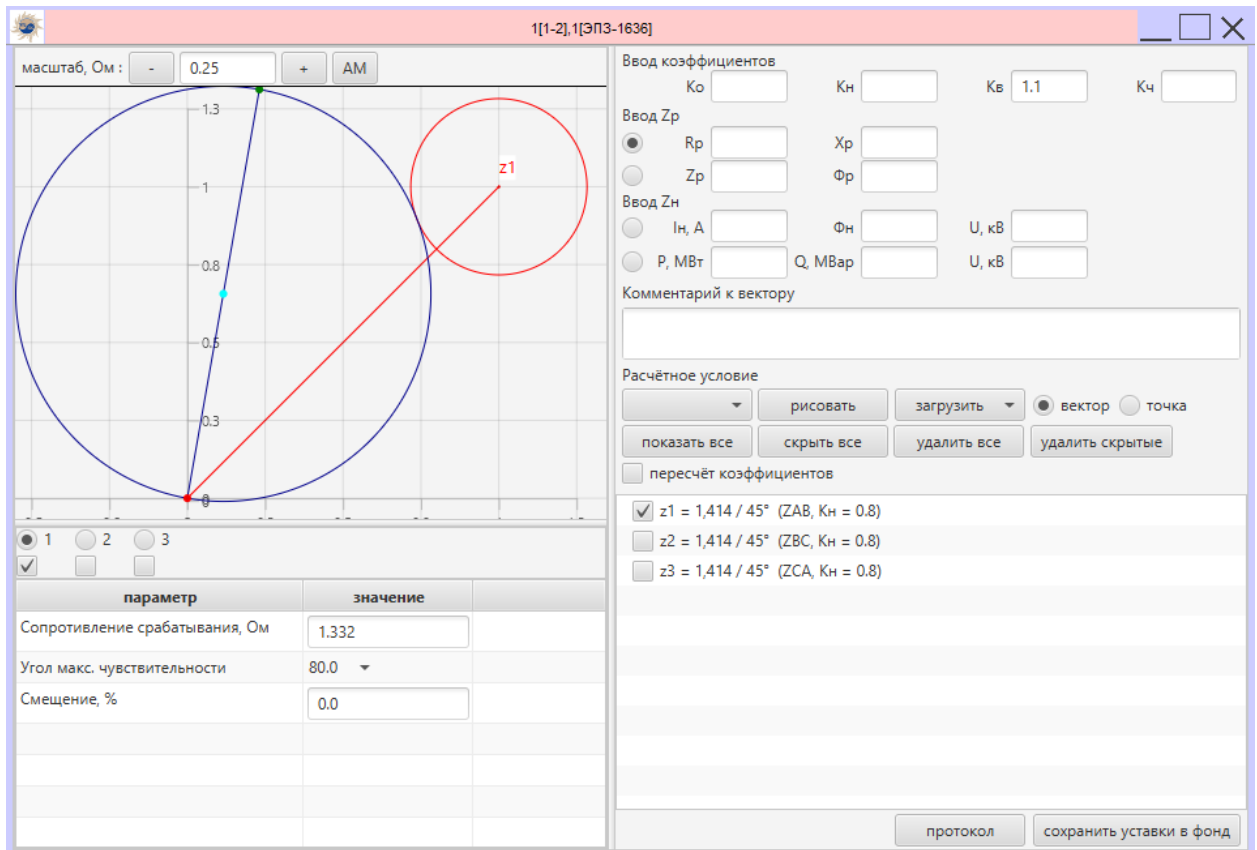 1[1-2],1[ЭПЗ-1636]
масштаб, Ом : - 0.25 + АМ
1.3
z1
1
0.8
0.5
0.3
0
1 2 3
параметр значение
Сопротивление срабатывания, Ом 1.332
Угол макс. чувствительности 80.0
Смещение, % 0.0
Ввод коэффициентов
Ко Кн Кв 1.1 Кч
Ввод Zр
Rр Хр
Zр Фр
Ввод Zн
Iн, А Фн U, кВ
P, МВт Q, МВар U, кВ
Комментарий к вектору
Расчётное условие
рисовать загрузить вектор точка
показать все скрыть все удалить все удалить скрытые
пересчёт коэффициентов
z1 = 1,414 / 45° (ZAB, Кн = 0.8)
z2 = 1,414 / 45° (ZBC, Кн = 0.8)
z3 = 1,414 / 45° (ZCA, Кн = 0.8)
протокол сохранить уставки в фонд